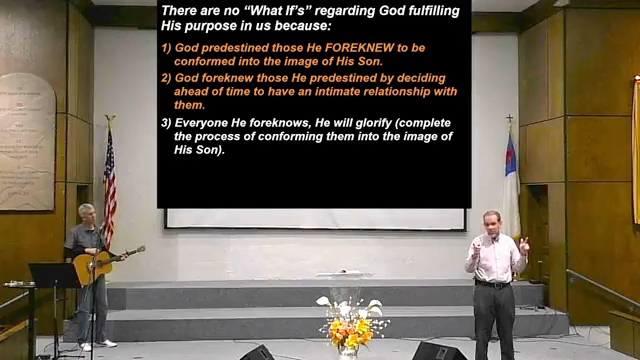 There are no “What If’s” regarding God fulfilling
His purpose in us because:
1) God predestined those He FOREKNEW to be
conformed into the image of His Son.
2) God foreknew those He predestined by deciding
ahead of time to have an intimate relationship with
them.
3) Everyone He foreknows, He will glorify (complete
the process of conforming them into the image of
His Son).